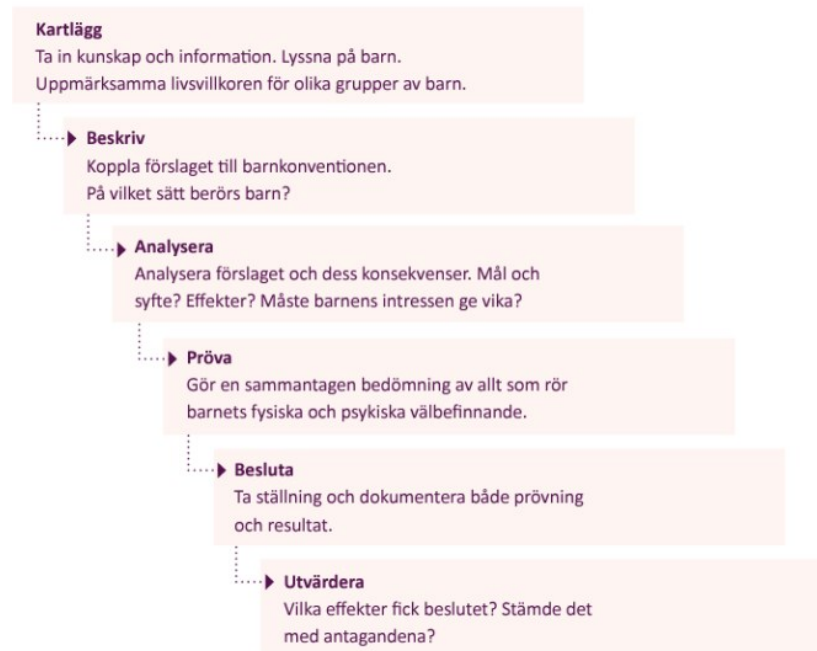 Kartlägg
Ta in kunskap och information. Lyssna på barn.
Uppmärksamma livsvillkoren för olika grupper av barn.
Beskriv
Koppla förslaget till barnkonventionen.
På vilket sätt berörs barn?
Analysera
Analysera förslaget och dess konsekvenser. Mål och
syfte? Effekter? Måste barnens intressen ge vika?
Pröva
Gör en sammantagen bedömning av allt som rör
barnets fysiska och psykiska välbefinnande.
Besluta
Ta ställning och dokumentera både prövning
och resultat.
Utvärdera
Vilka effekter fick beslutet? Stämde det
med antagandena?